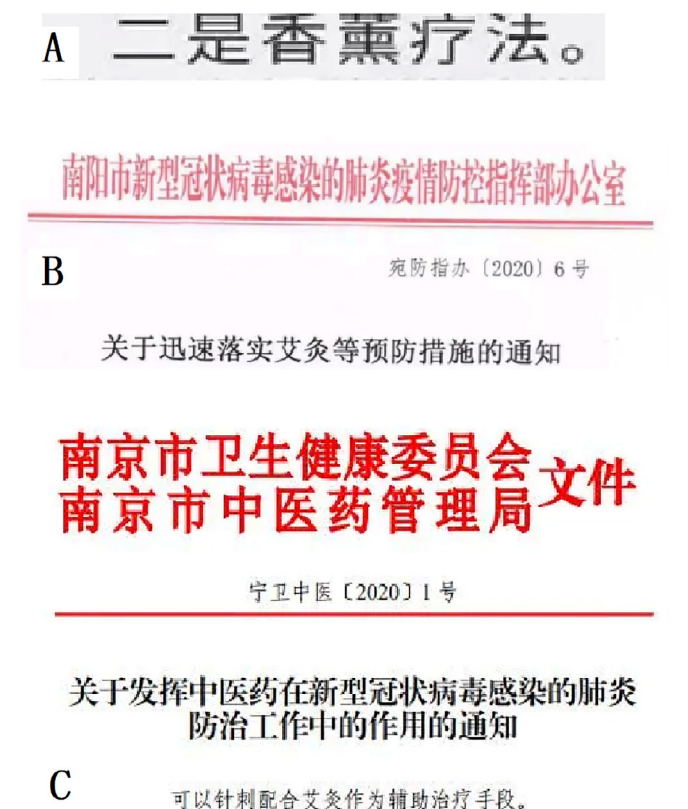 A 二是香薰疗法。
南阳市新型冠状病毒感染的肺炎疫情防控指挥部办公室
B 宛防指办〔2020〕6 号
关于迅速落实艾灸等预防措施的通知
南京市卫生健康委员会
南京市中医药管理局
文件
宁卫中医〔2020〕1 号
关于发挥中医药在新型冠状病毒感染的肺炎
防治工作中的作用的通知
C 可以针刺配合艾灸作为辅助治疗手段。